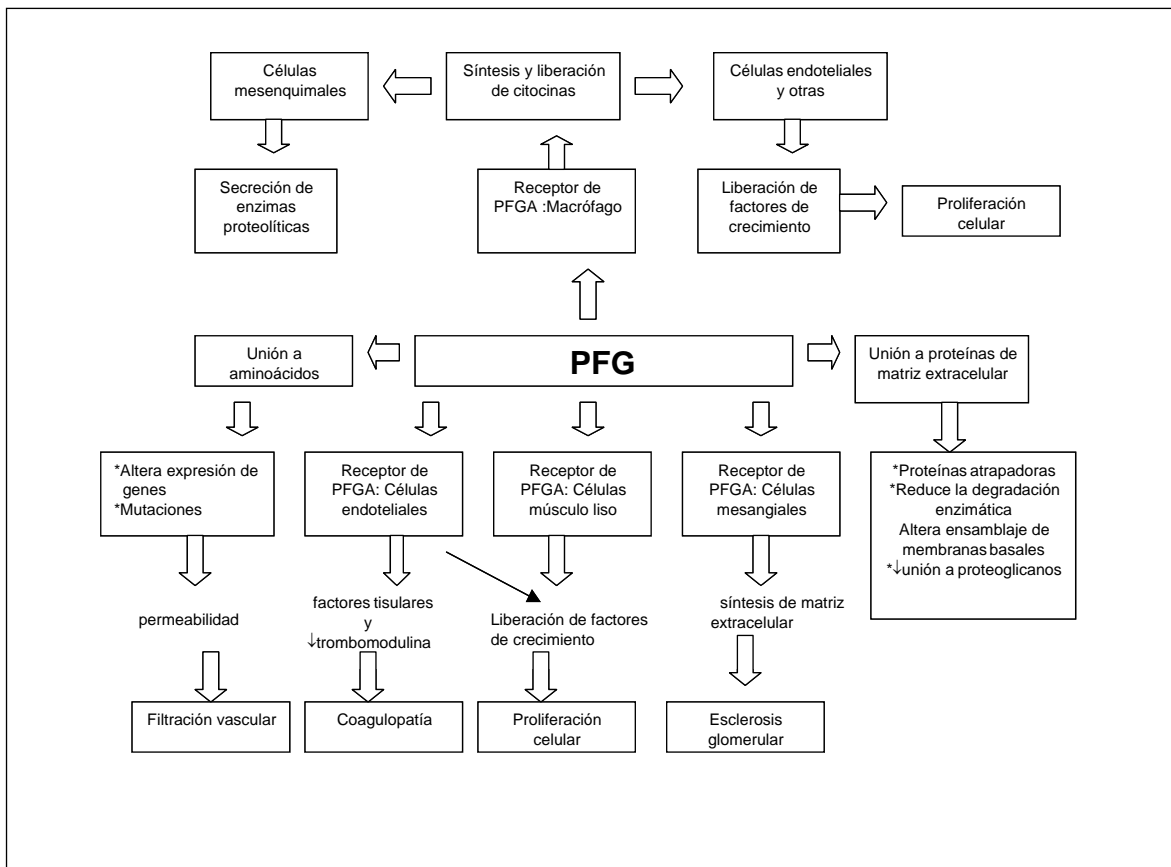 Células
mesenquimales
Síntesis y liberación
de citocinas
Células endoteliales
y otras
Secreción de
enzimas
proteolíticas
Receptor de
PFGA :Macrófago
Liberación de
factores de
crecimiento
Proliferación
celular
Unión a
aminoácidos
PFG
Unión a proteínas de
matriz extracelular
*Altera expresión de
genes
*Mutaciones
Receptor de
PFGA: Células
endoteliales
Receptor de
PFGA: Células
músculo liso
Receptor de
PFGA: Células
mesangiales
*Proteínas atrapadoras
*Reduce la degradación
enzimática
Altera ensamblaje de
membranas basales
*↓unión a proteoglicanos
permeabilidad
factores tisulares
y
↓trombomodulina
Liberación de factores
de crecimiento
síntesis de matriz
extracelular
Filtración vascular
Coagulopatía
Proliferación
celular
Esclerosis
glomerular